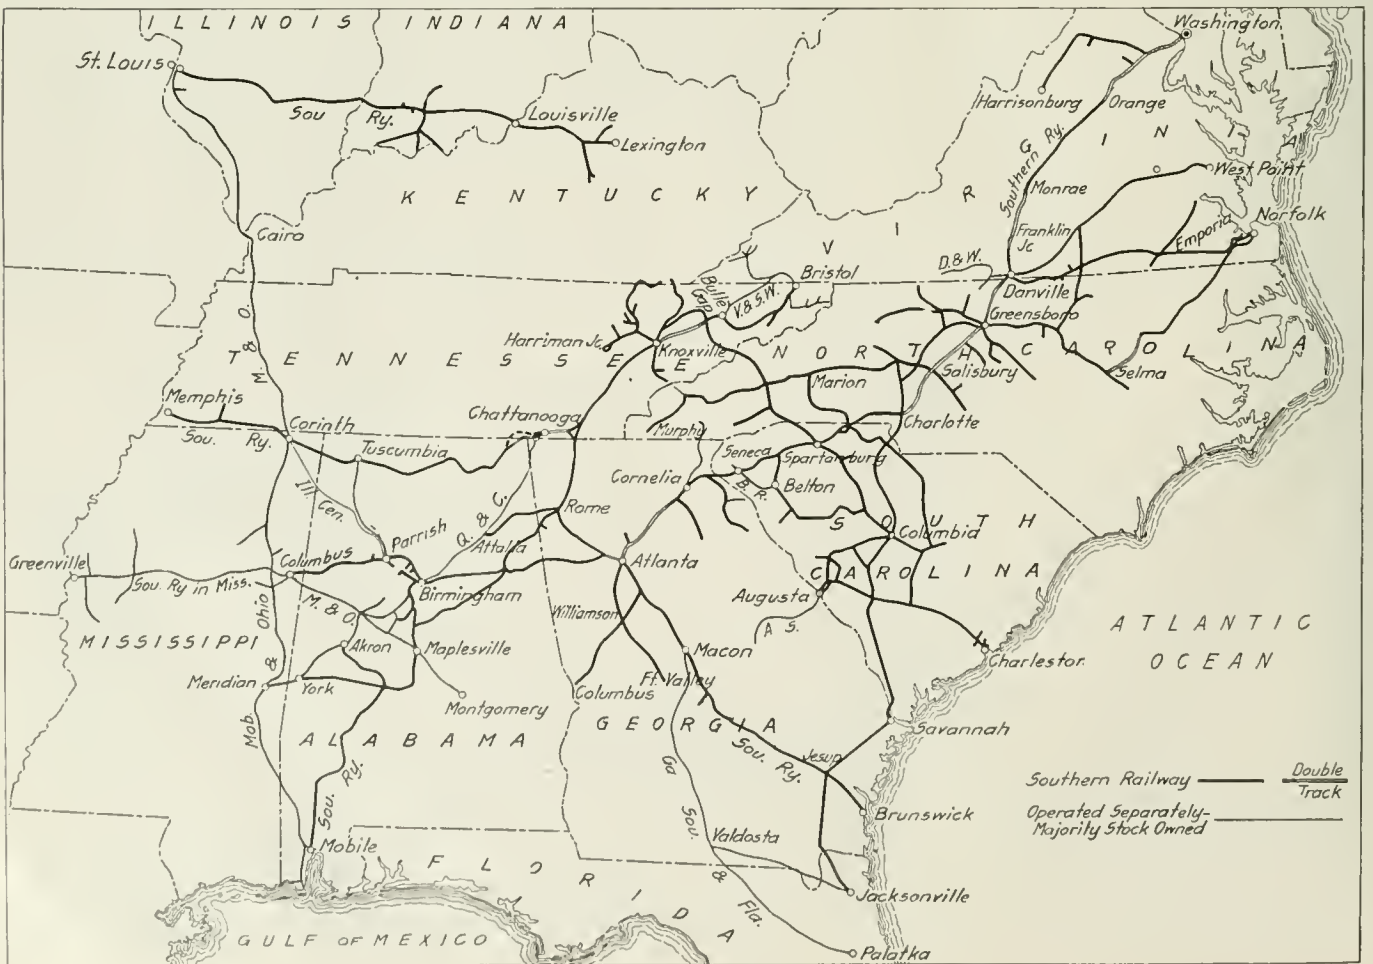 ILLINOIS
INDIANA
Washington
St. Louis
Harrisonburg
Orange
Sou Ry.
Louisville
Lexington
Southern Ry.
West Point
KENTUCKY
VIRGINIA
Monrae
Norfolk
Cairo
Franklin
Jc
Emporia
D. & W.
Bristol
Bulls
Gap
V. & S.W.
Danville
Greensboro
M. & O.
Harriman Jc.
Knoxville
TENNESSEE
NORTH CAROLINA
Marion
Salisbury
Selma
Memphis
Sou. Ry.
Corinth
Chattanooga
Charlotte
Murphy
Tuscumbia
Seneca
Spartanburg
Cornelia
B. R.
Belton
Ill. Cen.
A. & C.
Rome
SOUTH
CAROLINA
Columbia
Parrish
Attalla
Greenville
Columbus
Atlanta
Sou. Ry in Miss.
Birmingham
Augusta
A S.
M. & O.
Williamson
MISSISSIPPI
Akron
Maplesville
Macon
Charleston
ATLANTIC
OCEAN
Meridian
York
Ft. Valley
Columbus
Montgomery
Mob. & Ohio
GEORGIA
Savannah
ALABAMA
Sou. Ry.
Jesup
Sou. Ry.
Southern Railway
Double
Track
Operated Separately-
Majority Stock Owned
Brunswick
Ga Sou. & Fla.
Valdosta
Mobile
FLORIDA
Jacksonville
GULF OF MEXICO
Palatka